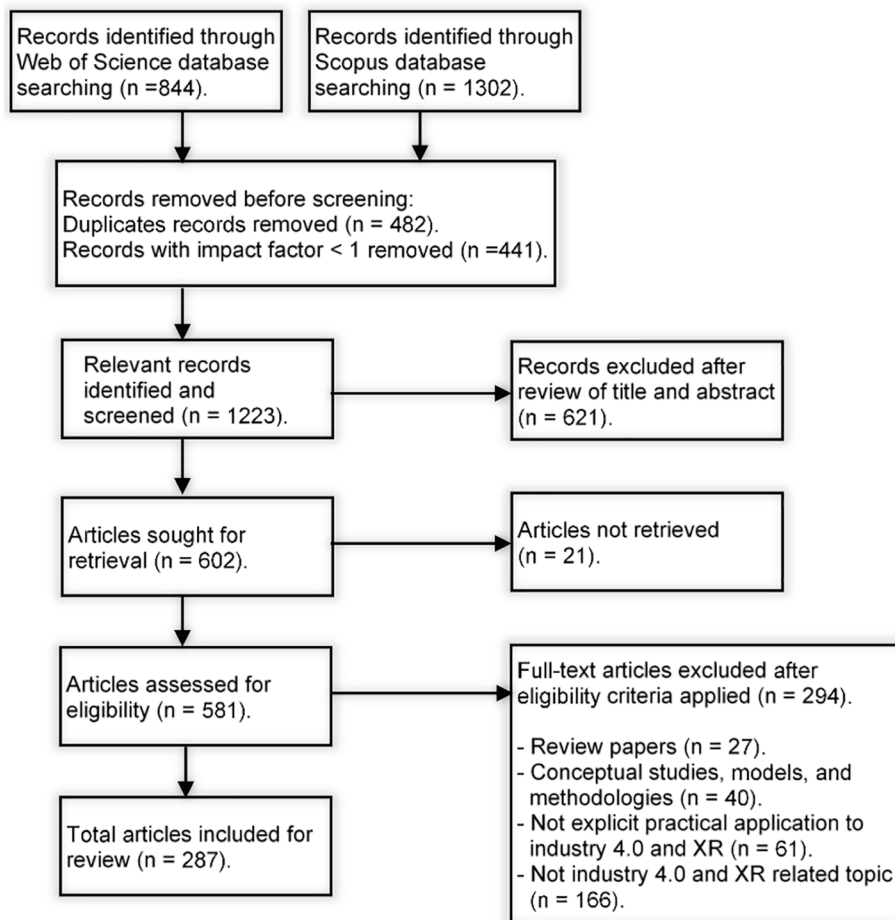 Records identified through
Web of Science database
searching (n =844).
Records identified through
Scopus database
searching (n = 1302).
Records removed before screening:
Duplicates records removed (n = 482).
Records with impact factor < 1 removed (n =441).
Relevant records
identified and
screened (n = 1223).
Records excluded after
review of title and abstract
(n = 621).
Articles sought for
retrieval (n = 602).
Articles not retrieved
(n = 21).
Articles assessed for
eligibility (n = 581).
Full-text articles excluded after
eligibility criteria applied (n = 294).
- Review papers (n = 27).
- Conceptual studies, models, and
methodologies (n = 40).
- Not explicit practical application to
industry 4.0 and XR (n = 61).
- Not industry 4.0 and XR related topic
(n = 166).
Total articles included for
review (n = 287).